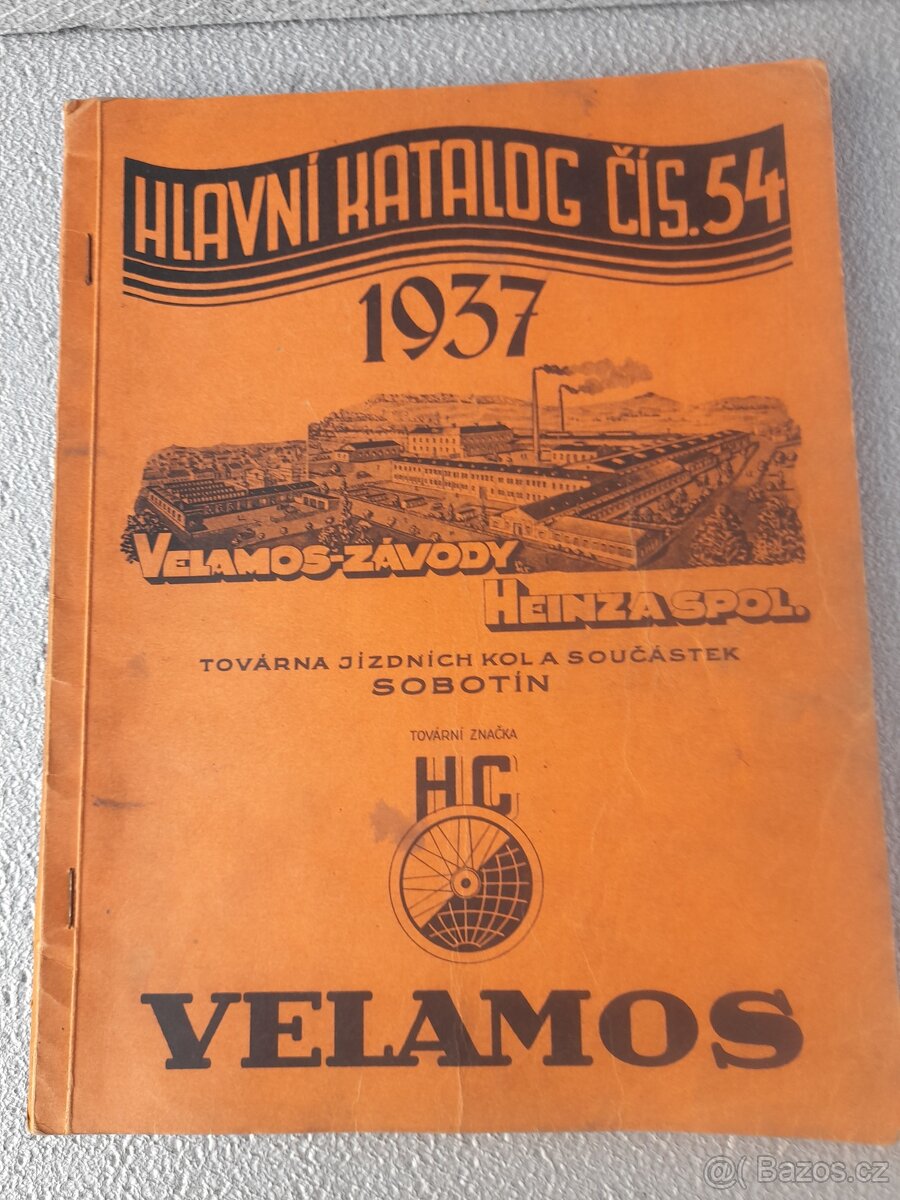 HLAVNÍ KATALOG ČÍS. 54
1937
VELAMOS-ZÁVODY
HEINZ A SPOL.
TOVÁRNA JÍZDNÍCH KOL A SOUČÁSTEK
SOBOTÍN
TOVÁRNÍ ZNAČKA
HC
VELAMOS
@( Bazos.cz